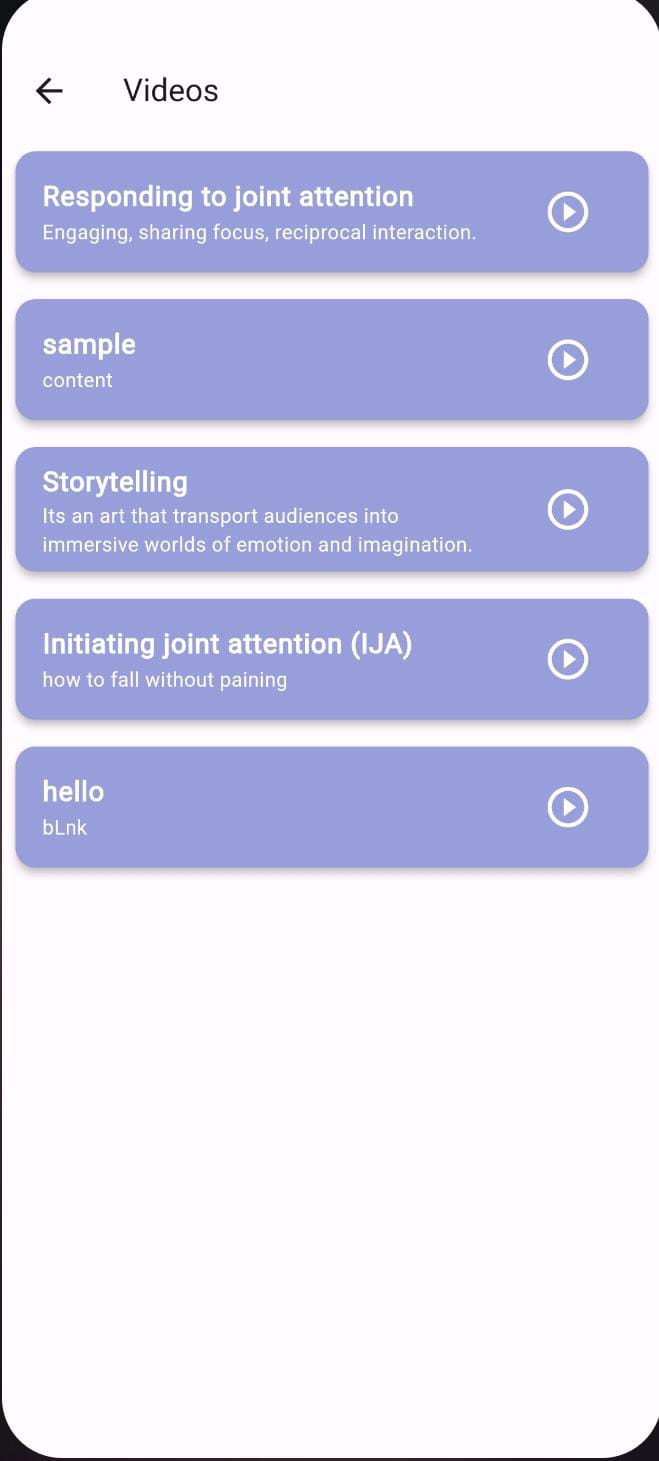 Videos
Responding to joint attention
Engaging, sharing focus, reciprocal interaction.
sample
content
Storytelling
Its an art that transport audiences into
immersive worlds of emotion and imagination.
Initiating joint attention (IJA)
how to fall without paining
hello
bLnk